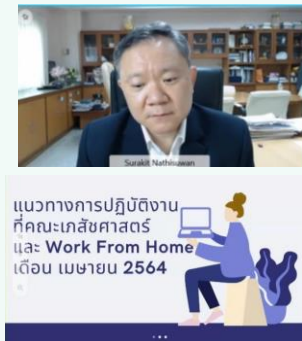 Surakit Nathisuwan
แนวทางการปฏิบัติงาน
ที่คณะเภสัชศาสตร์
และ Work From Home
เดือน เมษายน 2564